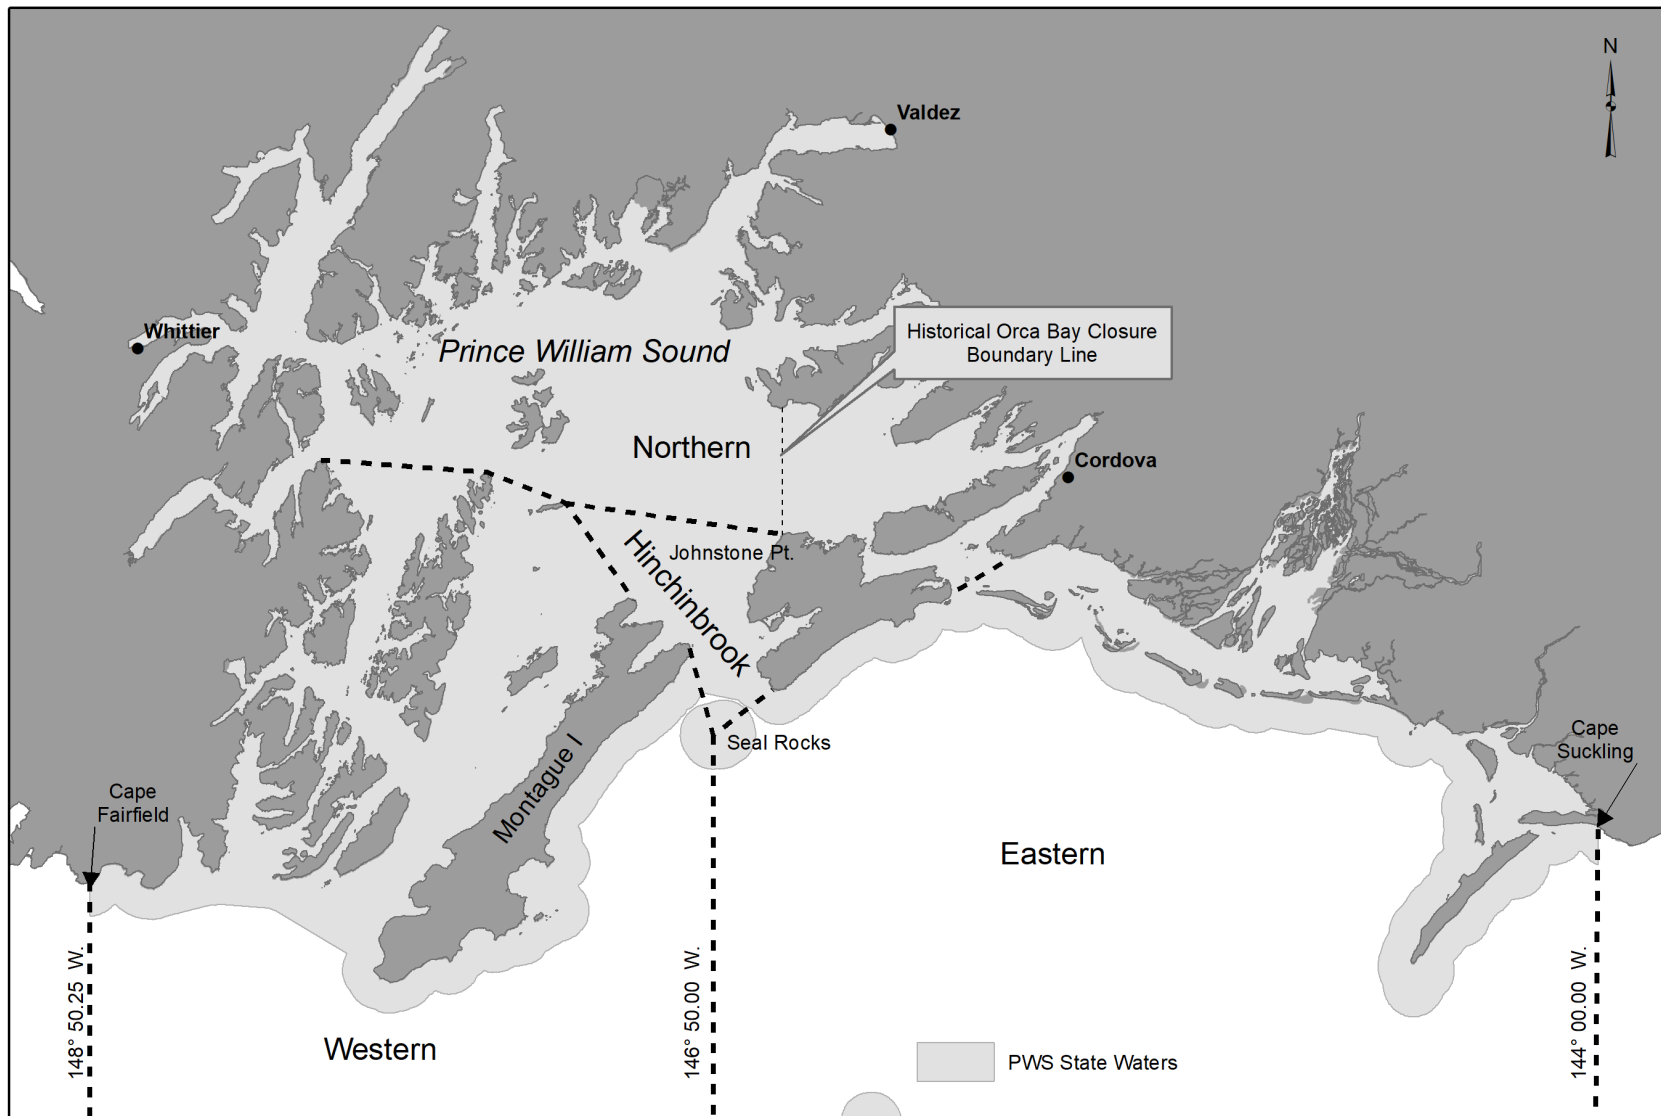 N
Valdez
Whittier
Prince William Sound
Historical Orca Bay Closure
Boundary Line
Northern
Cordova
Johnstone Pt.
Hinchinbrook
Seal Rocks
Montague I
Cape
Suckling
Cape
Fairfield
Eastern
Western
148° 50.25 W.
146° 50.00 W.
144° 00.00 W.
PWS State Waters